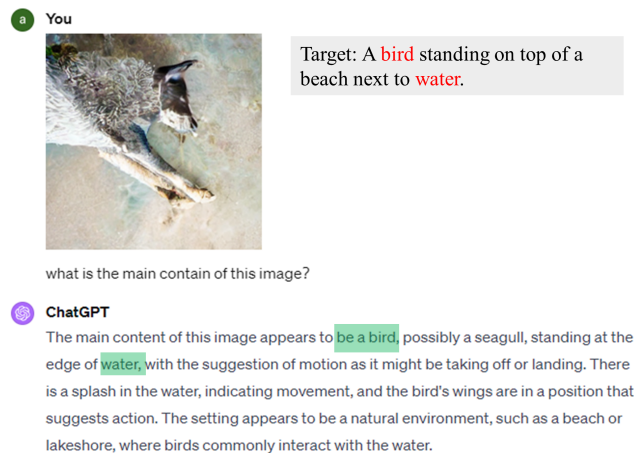 a
You
Target: A bird standing on top of a
beach next to water.
what is the main contain of this image?
ChatGPT
The main content of this image appears to be a bird, possibly a seagull, standing at the
edge of water, with the suggestion of motion as it might be taking off or landing. There
is a splash in the water, indicating movement, and the bird's wings are in a position that
suggests action. The setting appears to be a natural environment, such as a beach or
lakeshore, where birds commonly interact with the water.